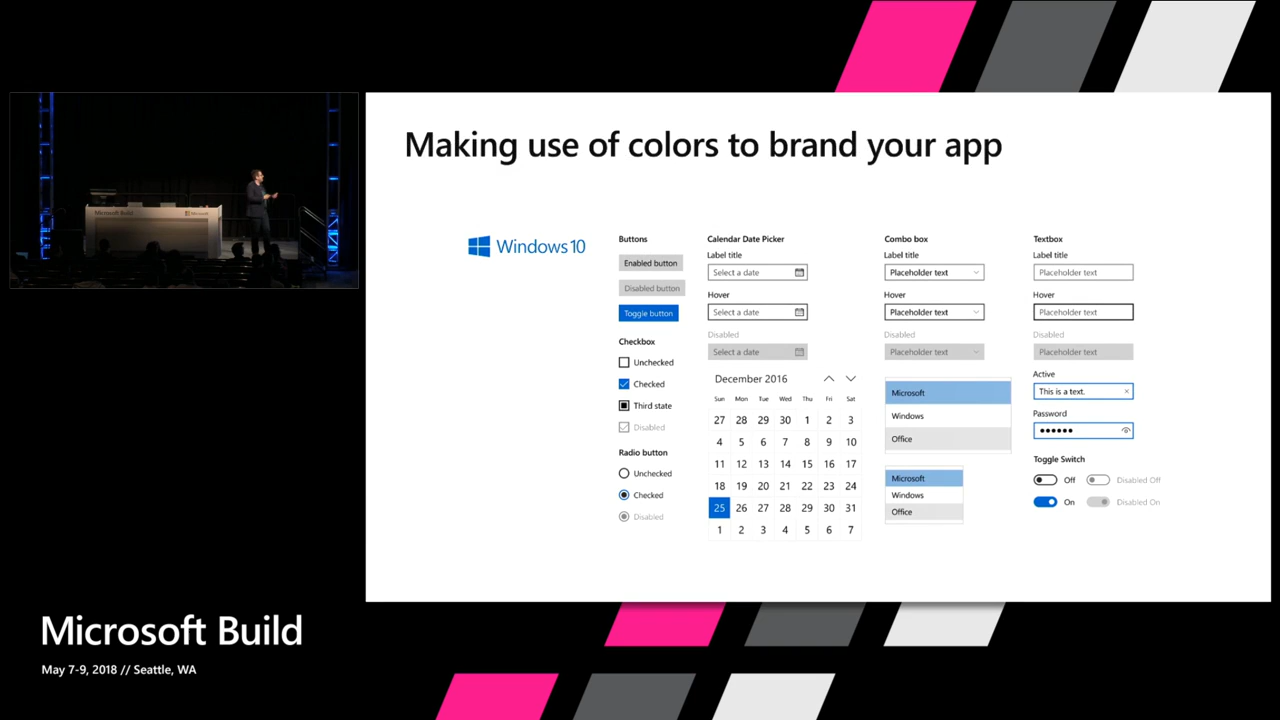 Making use of colors to brand your app
Windows 10
Buttons
Enabled button
Disabled button
Toggle button
Checkbox
Unchecked
Checked
Third state
Disabled
Radio button
Unchecked
Checked
Disabled
Calendar Date Picker
Label title
Select a date
Hover
Select a date
Disabled
Select a date
December 2016
Sun Mon Tue Wed Thu Fri Sat
27 28 29 30 1 2 3
4 5 6 7 8 9 10
11 12 13 14 15 16 17
18 19 20 21 22 23 24
25 26 27 28 29 30 31
1 2 3 4 5 6 7
Combo box
Label title
Placeholder text
Hover
Placeholder text
Disabled
Placeholder text
Microsoft
Windows
Office
Microsoft
Windows
Office
Textbox
Label title
Placeholder text
Hover
Placeholder text
Disabled
Placeholder text
Active
This is a text.
Password
Toggle Switch
Off Disabled Off
On Disabled On
Microsoft Build
Microsoft
Microsoft Build
May 7-9, 2018 // Seattle, WA